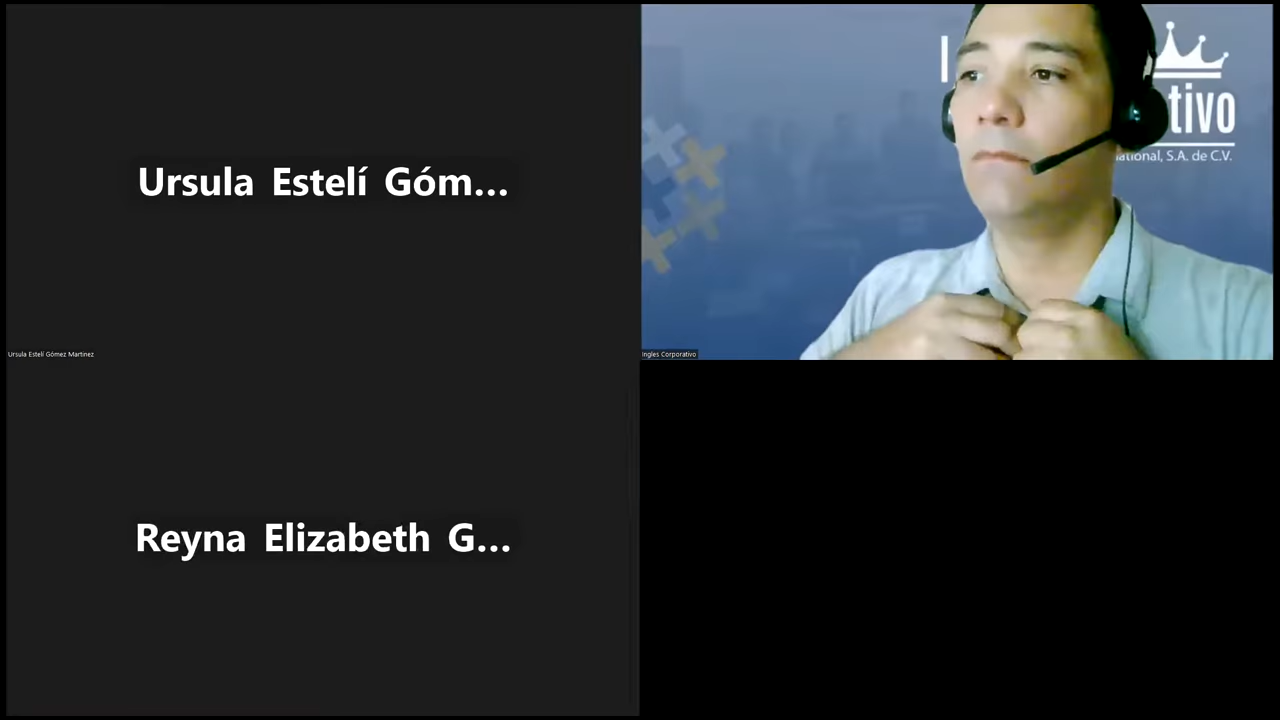 Ursula Estelí Góm...
Ursula Estelí Gómez Martinez
I
tivo
ational, S.A. de C.V.
Ingles Corporativo
Reyna Elizabeth G...